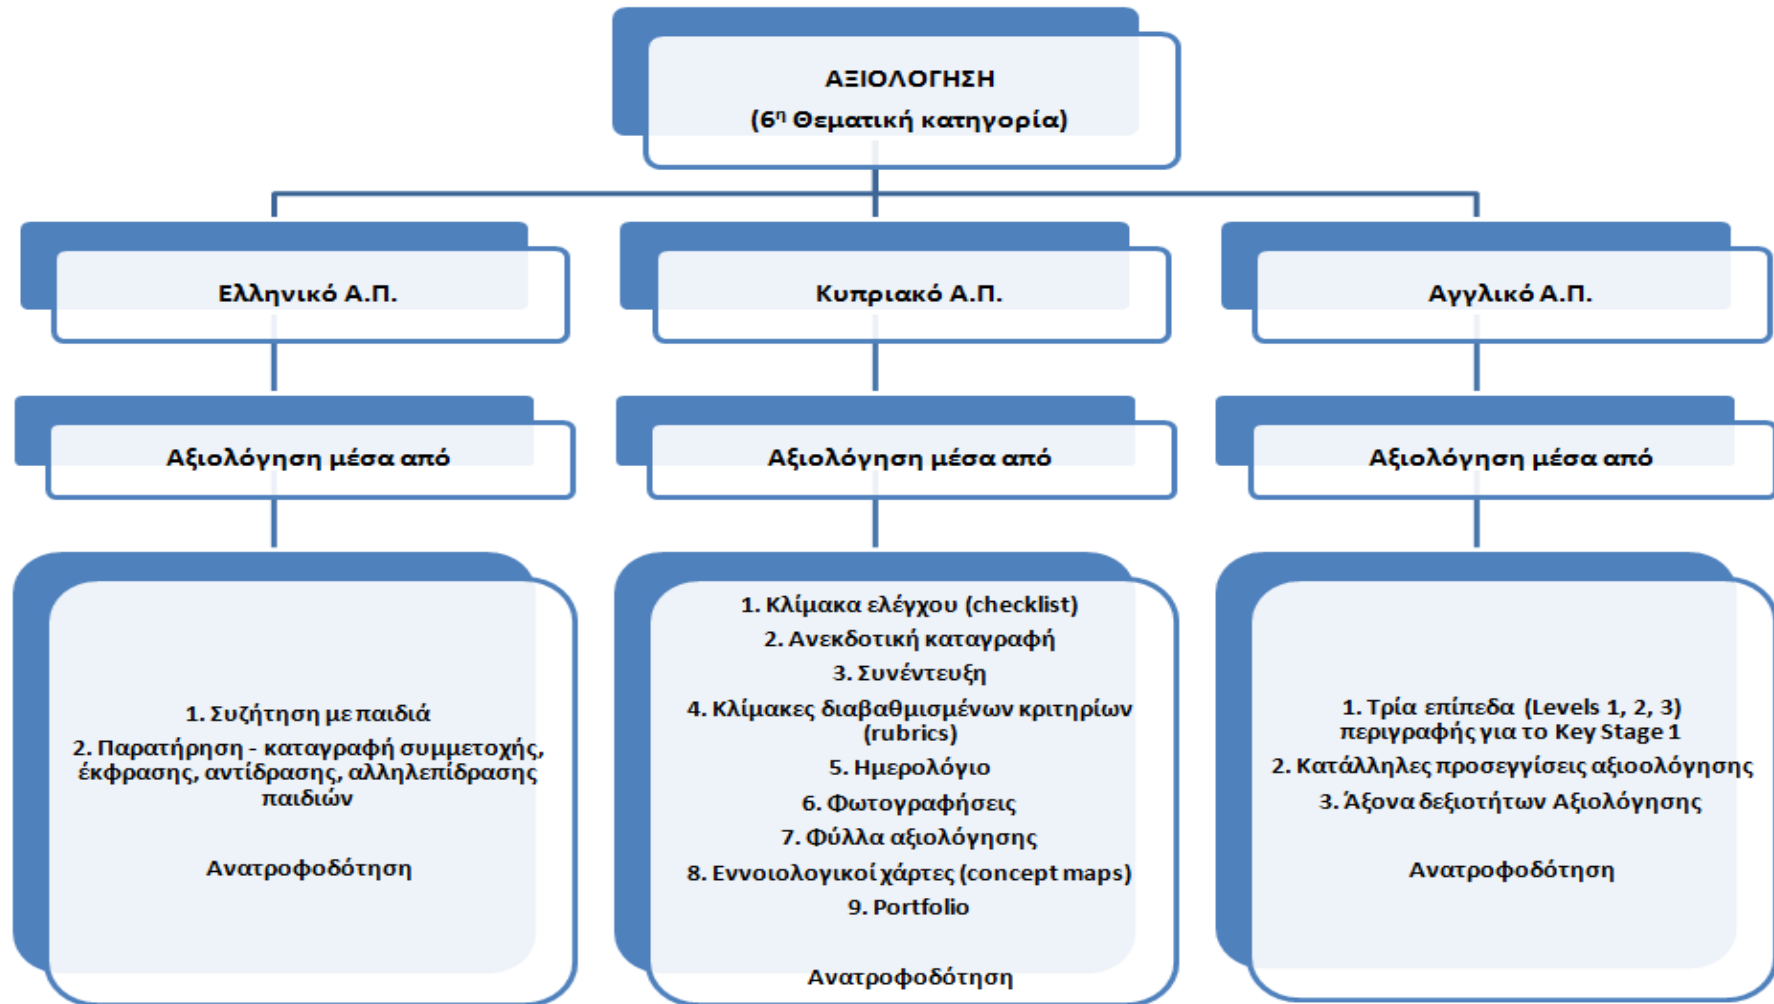 ΑΞΙΟΛΟΓΗΣΗ
(6η Θεματική κατηγορία)
Ελληνικό Α.Π.
Κυπριακό Α.Π.
Αγγλικό Α.Π.
Αξιολόγηση μέσα από
Αξιολόγηση μέσα από
Αξιολόγηση μέσα από
1. Συζήτηση με παιδιά
2. Παρατήρηση - καταγραφή συμμετοχής,
έκφρασης, αντίδρασης, αλληλεπίδρασης
παιδιών
Ανατροφοδότηση
1. Κλίμακα ελέγχου (checklist)
2. Ανεκδοτική καταγραφή
3. Συνέντευξη
4. Κλίμακες διαβαθμισμένων κριτηρίων
(rubrics)
5. Ημερολόγιο
6. Φωτογραφήσεις
7. Φύλλα αξιολόγησης
8. Εννοιολογικοί χάρτες (concept maps)
9. Portfolio
Ανατροφοδότηση
1. Τρία επίπεδα (Levels 1, 2, 3)
περιγραφής για το Key Stage 1
2. Κατάλληλες προσεγγίσεις αξιοολόγησης
3. Άξονα δεξιοτήτων Αξιολόγησης
Ανατροφοδότηση